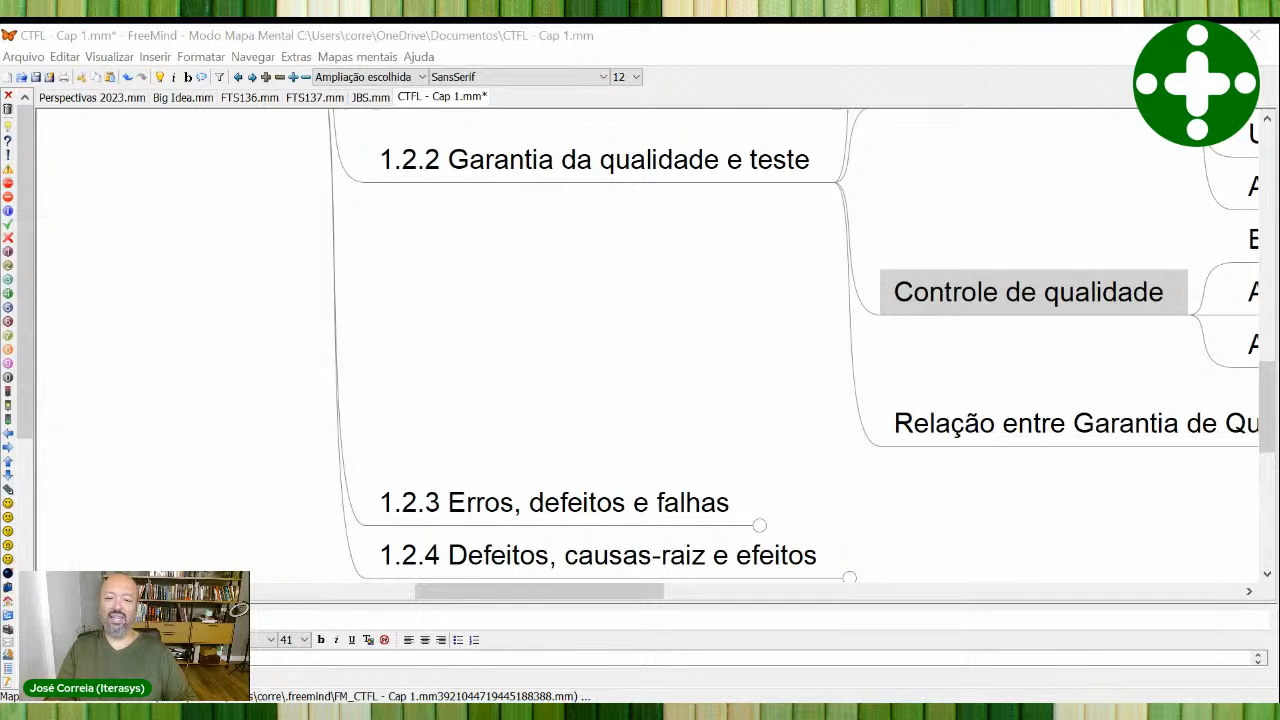 CTFL - Cap 1.mm* - FreeMind - Modo Mapa Mental C:\Users\corre\OneDrive\Documentos\CTFL - Cap 1.mm
Arquivo Editar Visualizar Inserir Formatar Navegar Extras Mapas mentais Ajuda
Ampliação escolhida SansSerif 12
Perspectivas 2023.mm Big Idea.mm FTS136.mm FTS137.mm JBS.mm CTFL - Cap 1.mm*
1.2.2 Garantia da qualidade e teste
Controle de qualidade
Relação entre Garantia de Qu
1.2.3 Erros, defeitos e falhas
1.2.4 Defeitos, causas-raiz e efeitos
41
José Correia (Iterasys)
Map s\corre\.freemind\FM_CTFL - Cap 1.mm3921044719445188388.mm) ...